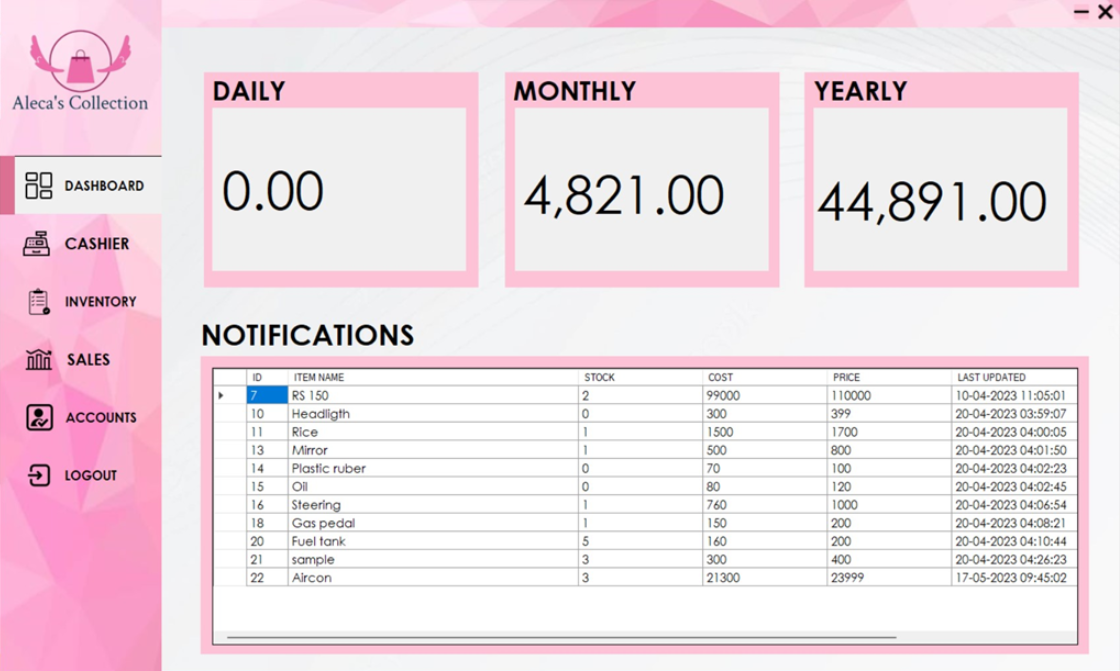 Aleca's Collection
DASHBOARD
CASHIER
INVENTORY
SALES
ACCOUNTS
LOGOUT
DAILY
0.00
MONTHLY
4,821.00
YEARLY
44,891.00
NOTIFICATIONS
ID ITEM NAME STOCK COST PRICE LAST UPDATED
7 RS 150 2 99000 110000 10-04-2023 11:05:01
10 Headligth 0 300 399 20-04-2023 03:59:07
11 Rice 1 1500 1700 20-04-2023 04:00:05
13 Mirror 1 500 800 20-04-2023 04:01:50
14 Plastic ruber 0 70 100 20-04-2023 04:02:23
15 Oil 0 80 120 20-04-2023 04:02:45
16 Steering 1 760 1000 20-04-2023 04:06:54
18 Gas pedal 1 150 200 20-04-2023 04:08:21
20 Fuel tank 5 160 200 20-04-2023 04:10:44
21 sample 3 300 400 20-04-2023 04:26:23
22 Aircon 3 21300 23999 17-05-2023 09:45:02